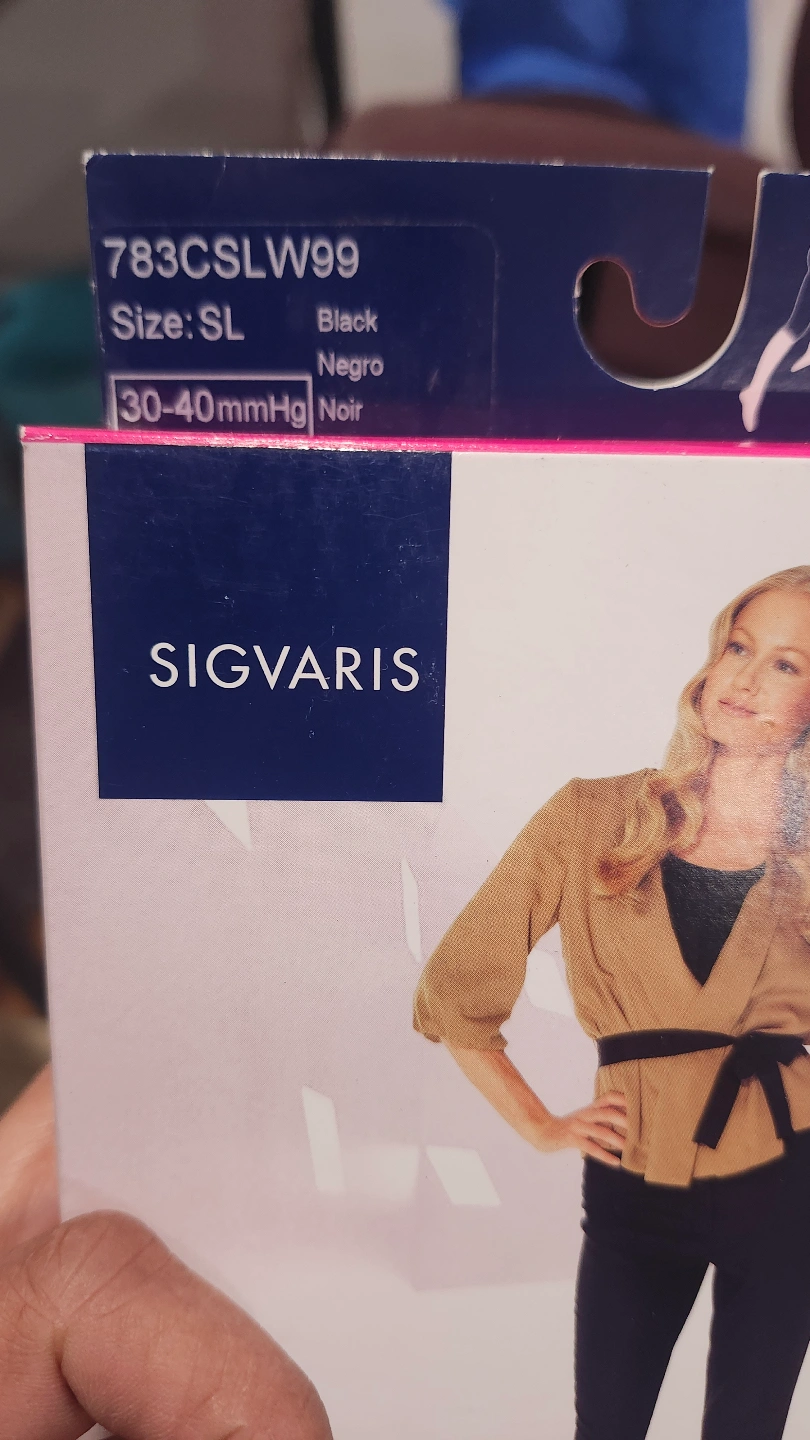 783CSLW99
Size: SL Black
Negro
30-40mmHg Noir
SIGVARIS